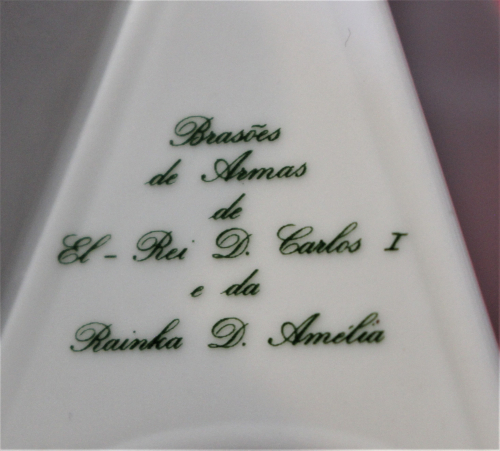 Brasões
de Armas
de
El - Rei D. Carlos I
e da
Rainha D. Amélia